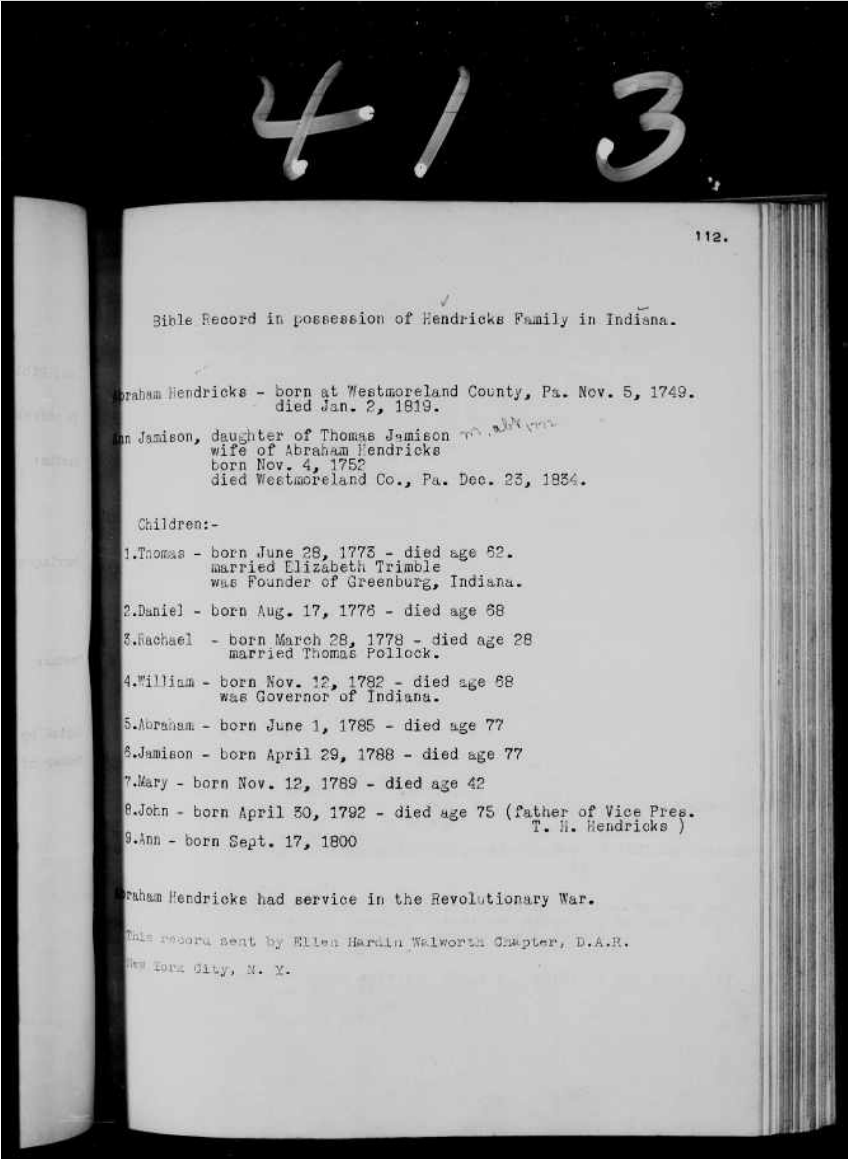 413
112.
Bible Record in possession of Hendricks Family in Indiana.
Abraham Hendricks - born at Westmoreland County, Pa. Nov. 5, 1749.
died Jan. 2, 1819.
Ann Jamison, daughter of Thomas Jamison m. abt 1772
wife of Abraham Hendricks
born Nov. 4, 1752
died Westmoreland Co., Pa. Dec. 23, 1834.
Children:-
1.Thomas - born June 28, 1773 - died age 62.
married Elizabeth Trimble
was Founder of Greenburg, Indiana.
2.Daniel - born Aug. 17, 1776 - died age 68
3.Rachael - born March 28, 1778 - died age 28
married Thomas Pollock.
4.William - born Nov. 12, 1782 - died age 68
was Governor of Indiana.
5.Abraham - born June 1, 1785 - died age 77
6.Jamison - born April 29, 1788 - died age 77
7.Mary - born Nov. 12, 1789 - died age 42
8.John - born April 30, 1792 - died age 75 (father of Vice Pres.
T. H. Hendricks )
9.Ann - born Sept. 17, 1800
Abraham Hendricks had service in the Revolutionary War.
This record sent by Ellen Hardin Walworth Chapter, D.A.R.
New York City, N. Y.